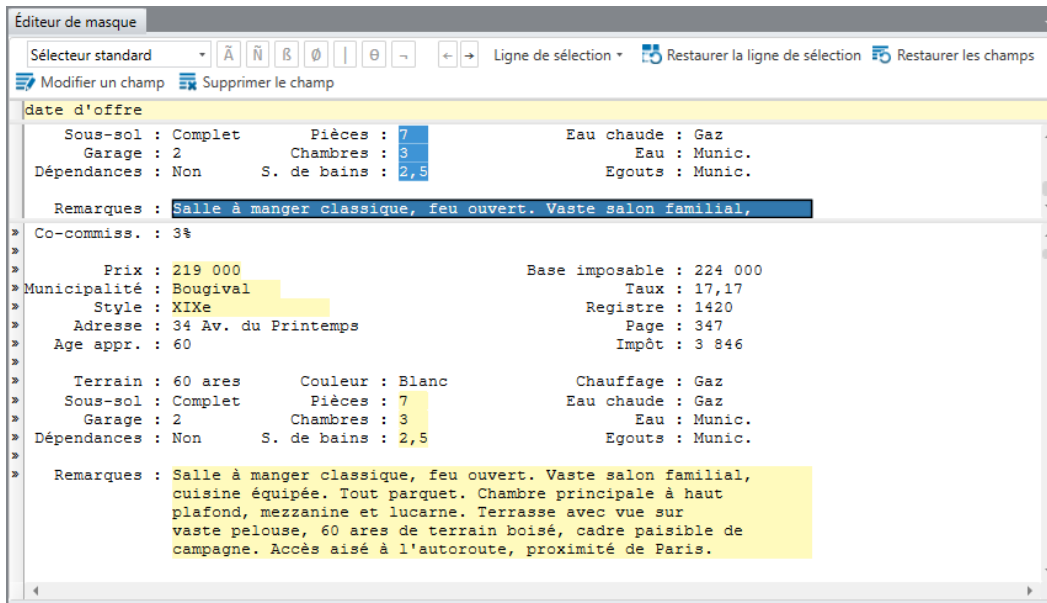 Éditeur de masque
Sélecteur standard Ã Ñ ß Ø | θ ¬ ← → Ligne de sélection Restaurer la ligne de sélection Restaurer les champs
Modifier un champ Supprimer le champ
date d'offre
Sous-sol : Complet Pièces : 7 Eau chaude : Gaz
Garage : 2 Chambres : 3 Eau : Munic.
Dépendances : Non S. de bains : 2,5 Egouts : Munic.
Remarques : Salle à manger classique, feu ouvert. Vaste salon familial,
» Co-commiss. : 3%
»
» Prix : 219 000 Base imposable : 224 000
» Municipalité : Bougival Taux : 17,17
» Style : XIXe Registre : 1420
» Adresse : 34 Av. du Printemps Page : 347
» Age appr. : 60 Impôt : 3 846
»
» Terrain : 60 ares Couleur : Blanc Chauffage : Gaz
» Sous-sol : Complet Pièces : 7 Eau chaude : Gaz
» Garage : 2 Chambres : 3 Eau : Munic.
» Dépendances : Non S. de bains : 2,5 Egouts : Munic.
»
» Remarques : Salle à manger classique, feu ouvert. Vaste salon familial,
cuisine équipée. Tout parquet. Chambre principale à haut
plafond, mezzanine et lucarne. Terrasse avec vue sur
vaste pelouse, 60 ares de terrain boisé, cadre paisible de
campagne. Accès aisé à l'autoroute, proximité de Paris.